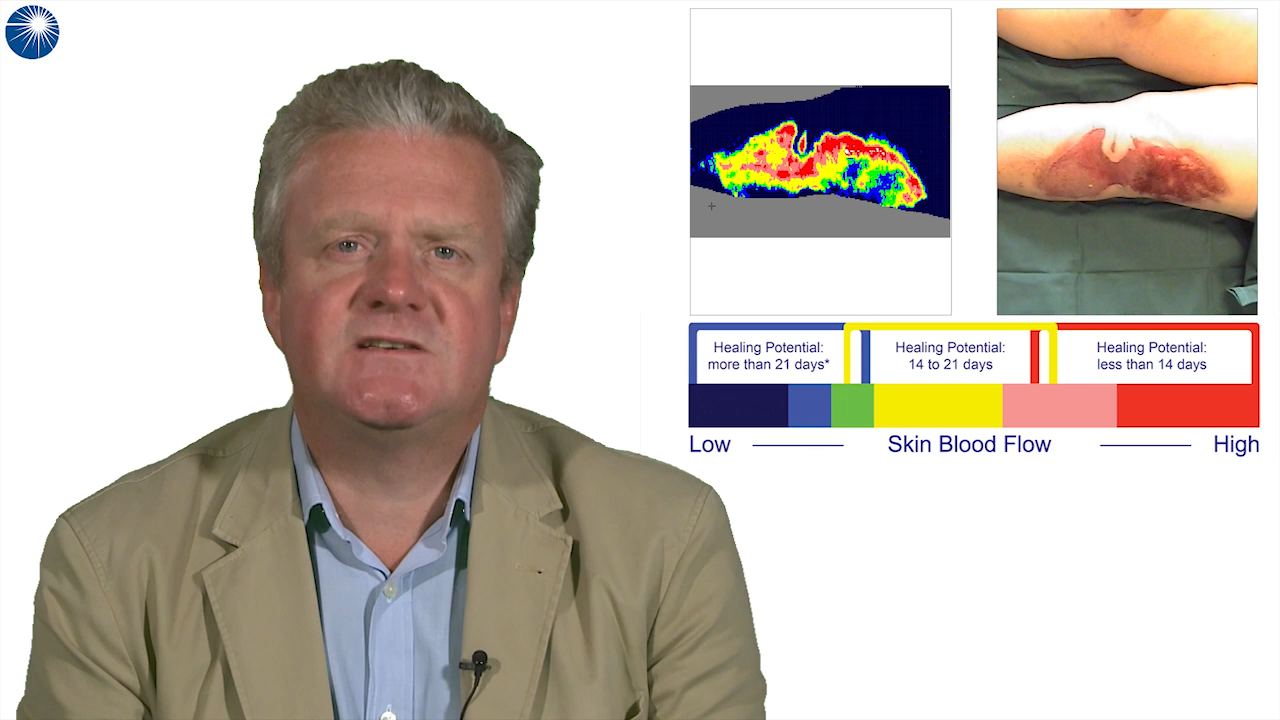 Healing Potential:
more than 21 days*
Healing Potential:
14 to 21 days
Healing Potential:
less than 14 days
Low
Skin Blood Flow
High